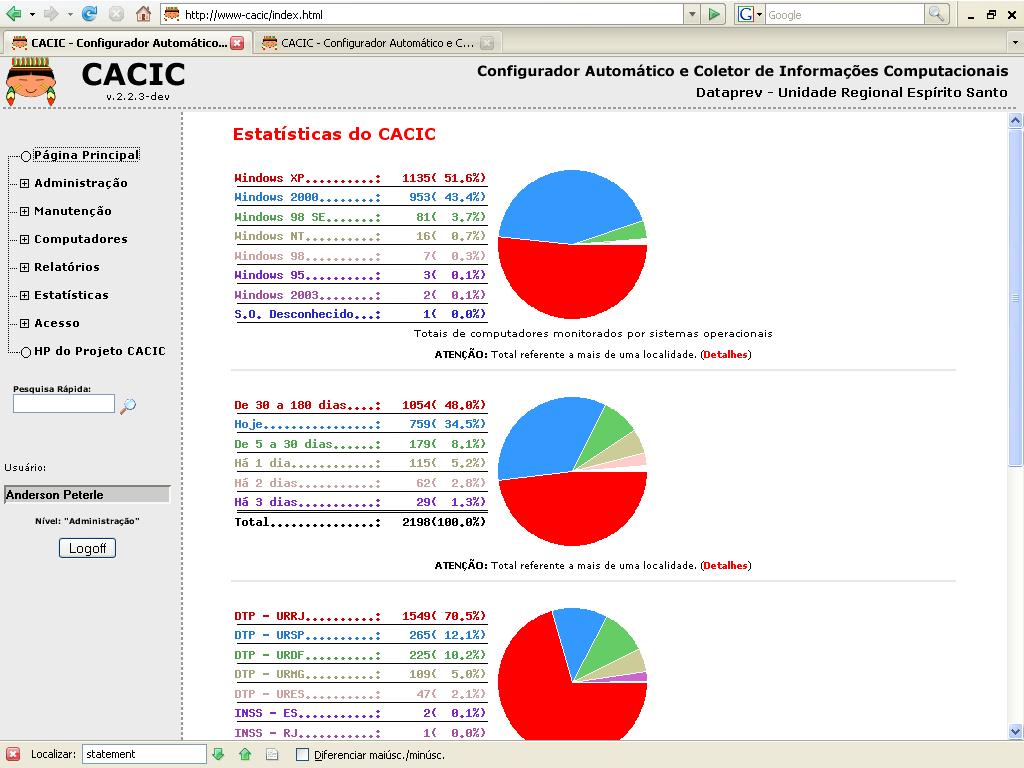 http://www-cacic/index.html
Google
CACIC - Configurador Automático...
CACIC - Configurador Automático e C...
CACIC
v.2.2.3-dev
Configurador Automático e Coletor de Informações Computacionais
Dataprev - Unidade Regional Espírito Santo
Página Principal
Administração
Manutenção
Computadores
Relatórios
Estatísticas
Acesso
HP do Projeto CACIC
Pesquisa Rápida:
Usuário:
Anderson Peterle
Nível: "Administração"
Logoff
Estatísticas do CACIC
Windows XP..........: 1135( 51.6%)
Windows 2000........: 953( 43.4%)
Windows 98 SE.......: 81( 3.7%)
Windows NT..........: 16( 0.7%)
Windows 98..........: 7( 0.3%)
Windows 95..........: 3( 0.1%)
Windows 2003........: 2( 0.1%)
S.O. Desconhecido...: 1( 0.0%)
Totais de computadores monitorados por sistemas operacionais
ATENÇÃO: Total referente a mais de uma localidade. (Detalhes)
De 30 a 180 dias....: 1054( 48.0%)
Hoje................: 759( 34.5%)
De 5 a 30 dias......: 179( 8.1%)
Há 1 dia............: 115( 5.2%)
Há 2 dias...........: 62( 2.8%)
Há 3 dias...........: 29( 1.3%)
Total...............: 2198(100.0%)
ATENÇÃO: Total referente a mais de uma localidade. (Detalhes)
DTP - URRJ..........: 1549( 70.5%)
DTP - URSP..........: 265( 12.1%)
DTP - URDF..........: 225( 10.2%)
DTP - URMG..........: 109( 5.0%)
DTP - URES..........: 47( 2.1%)
INSS - ES...........: 2( 0.1%)
INSS - RJ...........: 1( 0.0%)
Localizar: statement
Diferenciar maiúsc./minúsc.